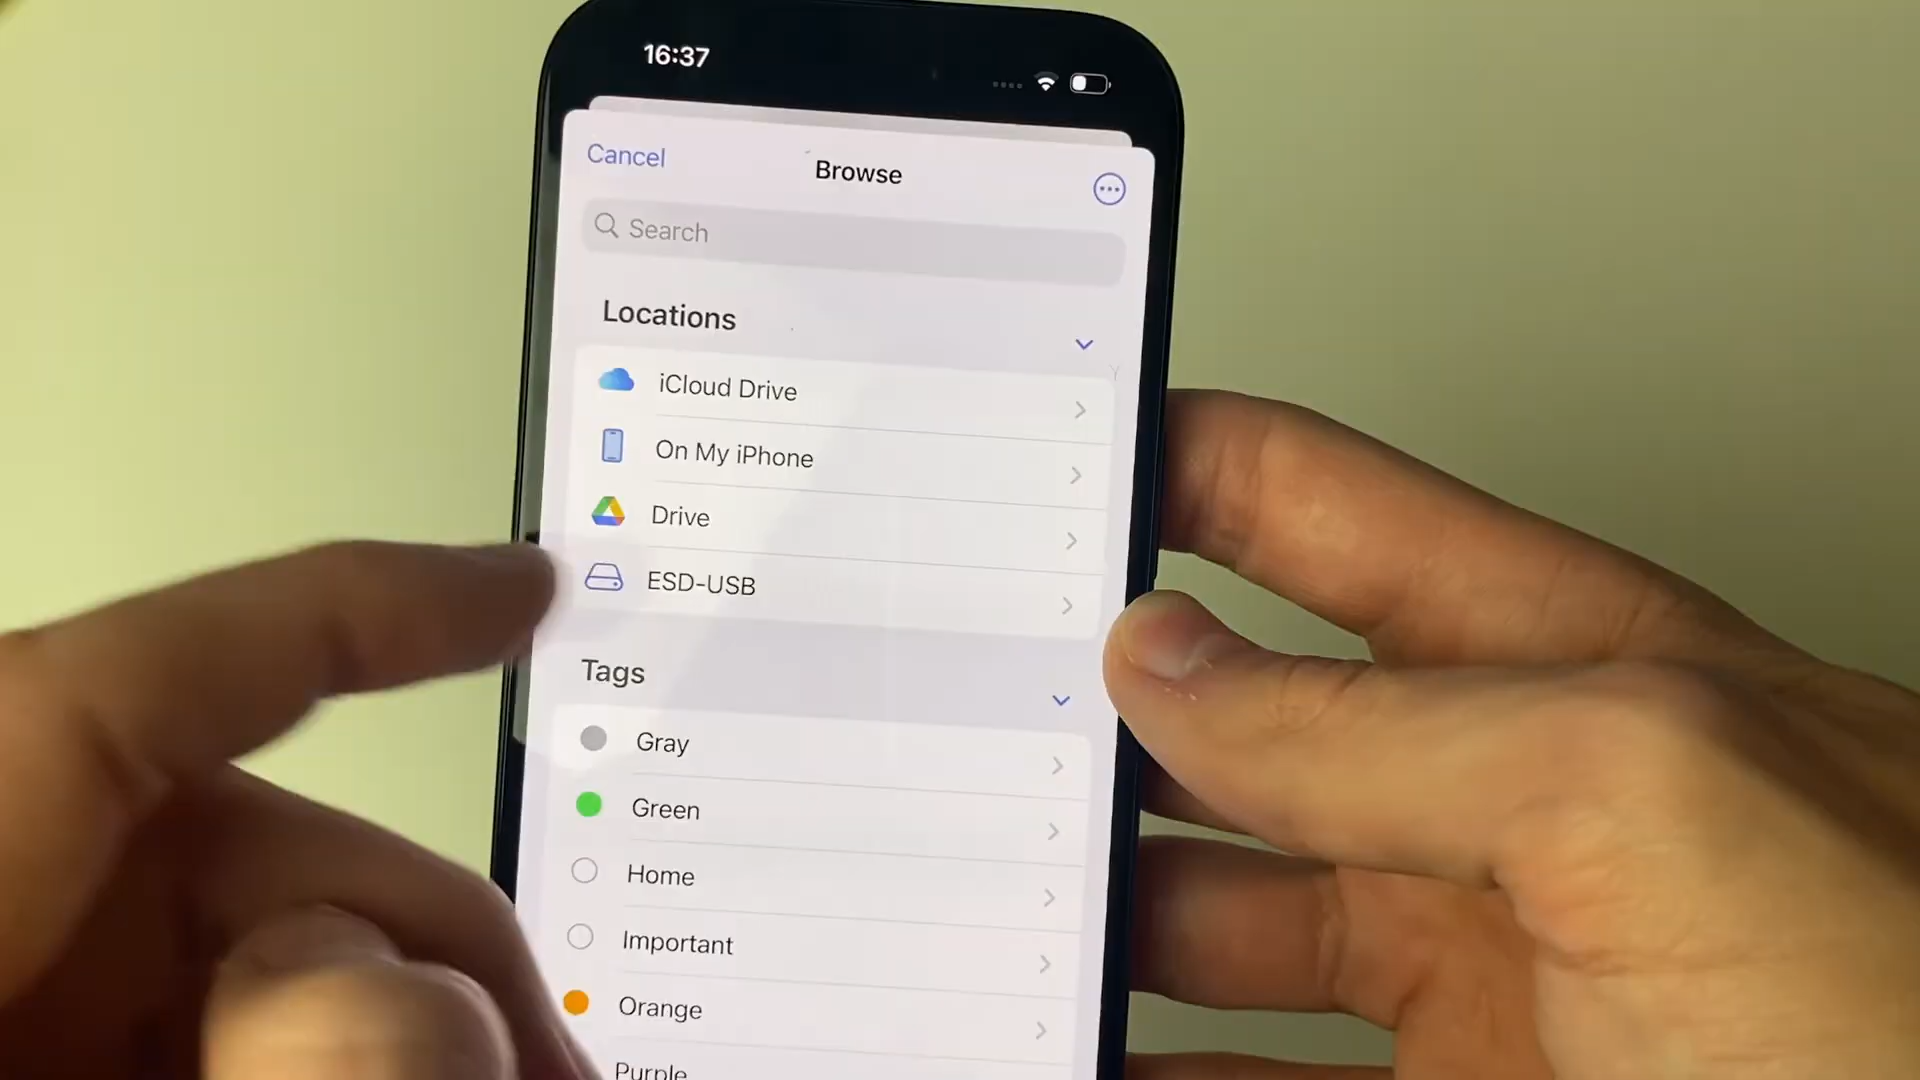 16:37
Cancel
Browse
Search
Locations
iCloud Drive
On My iPhone
Drive
ESD-USB
Tags
Gray
Green
Home
Important
Orange
Purple